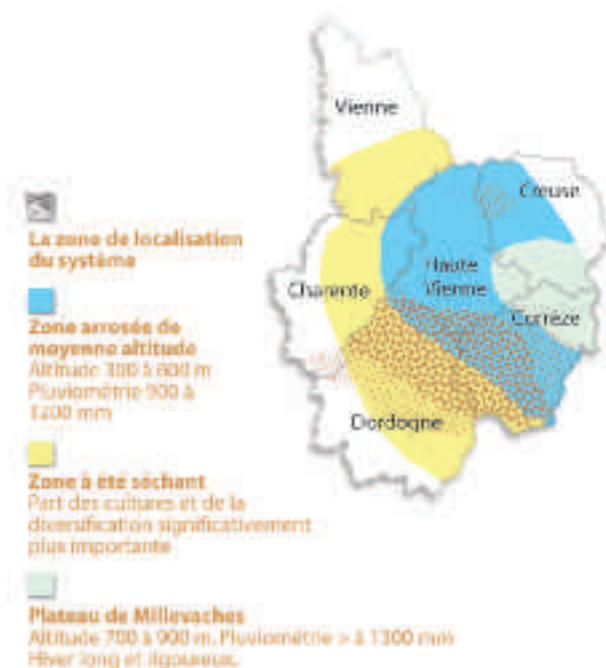 Vienne
Creuse
La zone de localisation
du système
Haute
Vienne
Charente
Corrèze
Zone arrosée de
moyenne altitude
Altitude 300 à 600 m
Pluviométrie 900 à
1200 mm
Dordogne
Zone à été séchant
Part des cultures et de la
diversification significativement
plus importante
Plateau de Millevaches
Altitude 700 à 900 m. Pluviométrie > à 1300 mm
Hiver long et rigoureux.